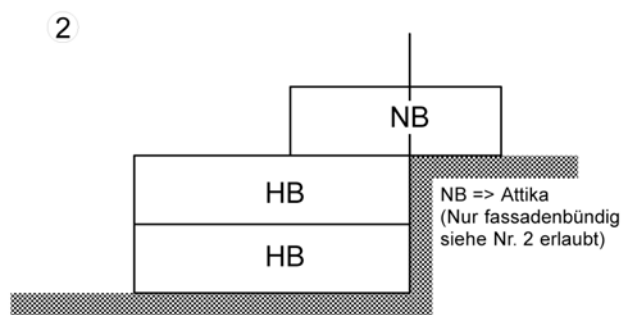 2
NB
HB
HB
NB => Attika
(Nur fassadenbündig
siehe Nr. 2 erlaubt)